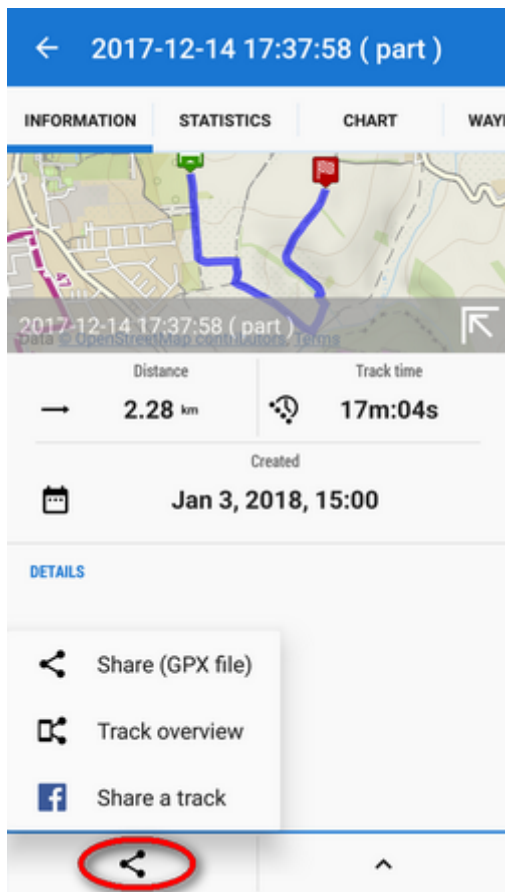 2017-12-14 17:37:58 ( part )
INFORMATION STATISTICS CHART WAYI
47
2017-12-14 17:37:58 ( part )
Data © OpenStreetMap contributors, Terms
Distance Track time
2.28 km 17m:04s
Created
Jan 3, 2018, 15:00
DETAILS
Share (GPX file)
Track overview
Share a track